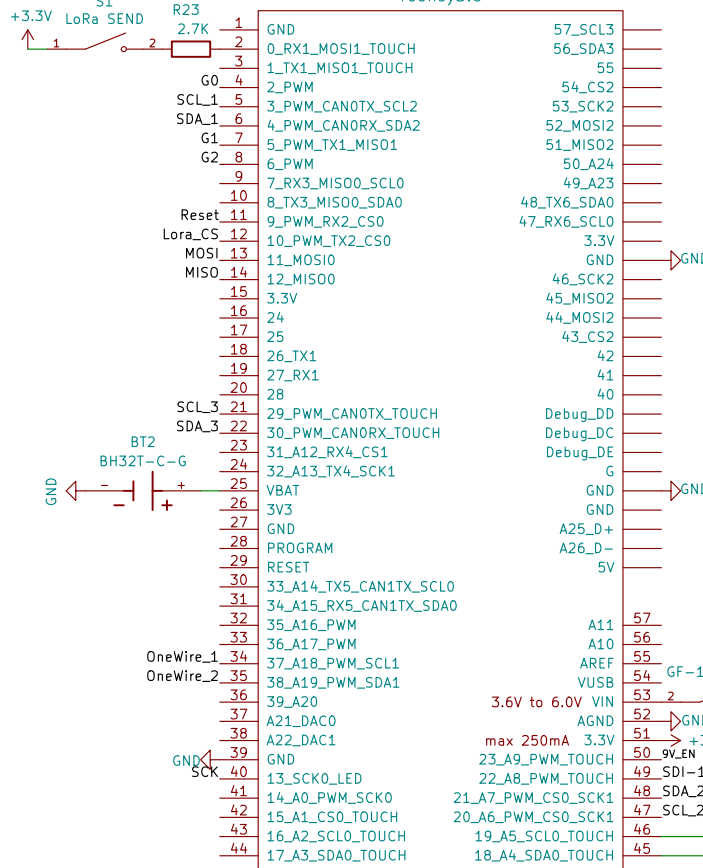 S1
LoRa SEND
+3.3V
1
2
R23
2.7K
1 GND
2 0_RX1_MOSI1_TOUCH
3 1_TX1_MISO1_TOUCH
G0 4 2_PWM
SCL_1 5 3_PWM_CAN0TX_SCL2
SDA_1 6 4_PWM_CAN0RX_SDA2
G1 7 5_PWM_TX1_MISO1
G2 8 6_PWM
9 7_RX3_MISO0_SCL0
10 8_TX3_MISO0_SDA0
Reset 11 9_PWM_RX2_CS0
Lora_CS 12 10_PWM_TX2_CS0
MOSI 13 11_MOSI0
MISO 14 12_MISO0
15 3.3V
16 24
17 25
18 26_TX1
19 27_RX1
20 28
SCL_3 21 29_PWM_CAN0TX_TOUCH
SDA_3 22 30_PWM_CAN0RX_TOUCH
23 31_A12_RX4_CS1
24 32_A13_TX4_SCK1
25 VBAT
26 3V3
27 GND
28 PROGRAM
29 RESET
30 33_A14_TX5_CAN1TX_SCL0
31 34_A15_RX5_CAN1TX_SDA0
32 35_A16_PWM
33 36_A17_PWM
OneWire_1 34 37_A18_PWM_SCL1
OneWire_2 35 38_A19_PWM_SDA1
36 39_A20
37 A21_DAC0
38 A22_DAC1
GND 39 GND
SCK 40 13_SCK0_LED
41 14_A0_PWM_SCK0
42 15_A1_CS0_TOUCH
43 16_A2_SCL0_TOUCH
44 17_A3_SDA0_TOUCH
BT2
BH32T-C-G
GND
- +
- +
57_SCL3
56_SDA3
55
54_CS2
53_SCK2
52_MOSI2
51_MISO2
50_A24
49_A23
48_TX6_SDA0
47_RX6_SCL0
3.3V
GND GND
46_SCK2
45_MISO2
44_MOSI2
43_CS2
42
41
40
Debug_DD
Debug_DC
Debug_DE
G
GND GND
GND
A25_D+
A26_D-
5V
A11 57
A10 56
AREF 55
VUSB 54 GF-1
3.6V to 6.0V VIN 53 2
AGND 52 GND
max 250mA 3.3V 51 +3
23_A9_PWM_TOUCH 50 9V_EN
22_A8_PWM_TOUCH 49 SDI-1
21_A7_PWM_CS0_SCK1 48 SDA_2
20_A6_PWM_CS0_SCK1 47 SCL_2
19_A5_SCL0_TOUCH 46
18_A4_SDA0_TOUCH 45